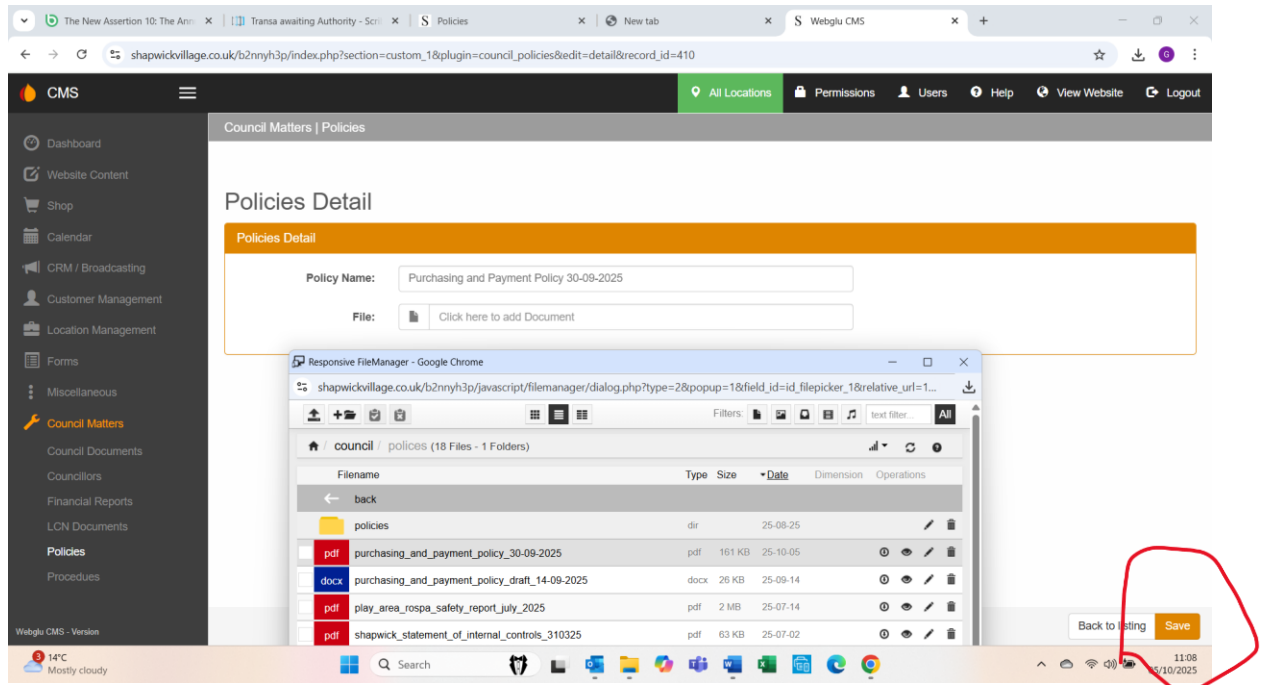 The New Assertion 10: The Ann
Transa awaiting Authority - Scri
Policies
New tab
Webglu CMS
shapwickvillage.co.uk/b2nnyh3p/index.php?section=custom_1&plugin=council_policies&edit=detail&record_id=410
G
CMS
All Locations
Permissions
Users
Help
View Website
Logout
Council Matters | Policies
Dashboard
Website Content
Shop
Calendar
CRM / Broadcasting
Customer Management
Location Management
Forms
Miscellaneous
Council Matters
Council Documents
Councillors
Financial Reports
LCN Documents
Policies
Procedues
Webglu CMS - Version
Policies Detail
Policies Detail
Policy Name: Purchasing and Payment Policy 30-09-2025
File: Click here to add Document
Responsive FileManager - Google Chrome
shapwickvillage.co.uk/b2nnyh3p/javascript/filemanager/dialog.php?type=2&popup=1&field_id=id_filepicker_1&relative_url=1...
Filters: text filter... All
/ council / polices (18 Files - 1 Folders)
Filename Type Size Date Dimension Operations
back
policies dir 25-08-25
pdf purchasing_and_payment_policy_30-09-2025 pdf 161 KB 25-10-05
docx purchasing_and_payment_policy_draft_14-09-2025 docx 26 KB 25-09-14
pdf play_area_rospa_safety_report_july_2025 pdf 2 MB 25-07-14
pdf shapwick_statement_of_internal_controls_310325 pdf 63 KB 25-07-02
Back to listing
Save
3
14°C
Mostly cloudy
Search
11:08
05/10/2025